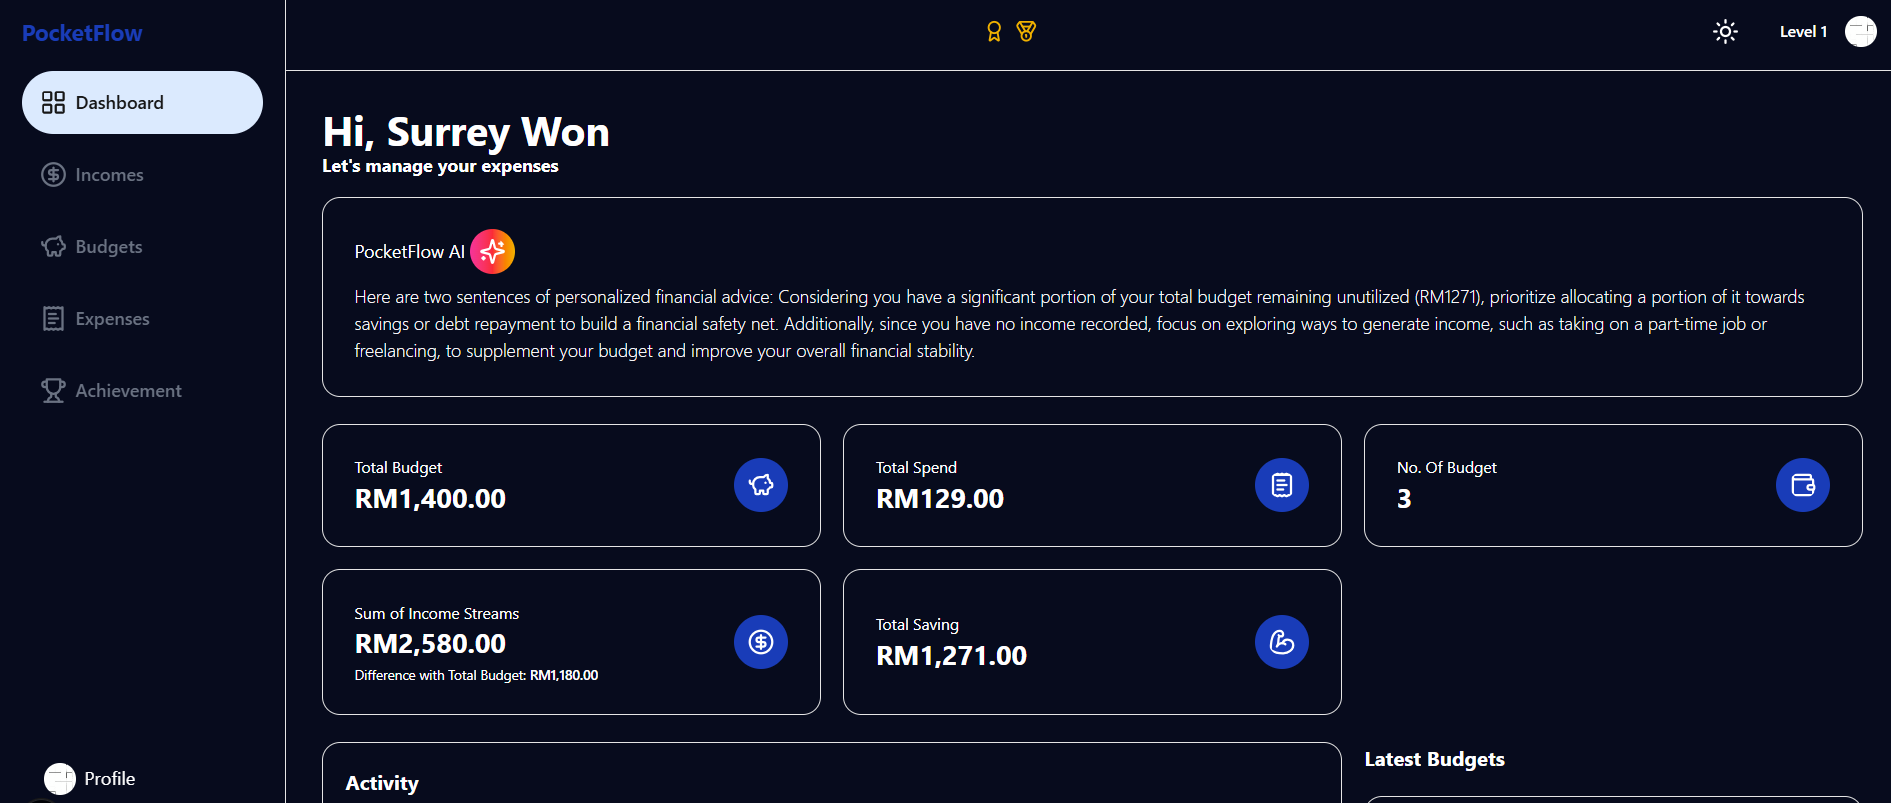 PocketFlow
Level 1
Dashboard
Incomes
Budgets
Expenses
Achievement
Profile
Hi, Surrey Won
Let's manage your expenses
PocketFlow AI
Here are two sentences of personalized financial advice: Considering you have a significant portion of your total budget remaining unutilized (RM1271), prioritize allocating a portion of it towards
savings or debt repayment to build a financial safety net. Additionally, since you have no income recorded, focus on exploring ways to generate income, such as taking on a part-time job or
freelancing, to supplement your budget and improve your overall financial stability.
Total Budget
RM1,400.00
Total Spend
RM129.00
No. Of Budget
3
Sum of Income Streams
RM2,580.00
Difference with Total Budget: RM1,180.00
Total Saving
RM1,271.00
Activity
Latest Budgets